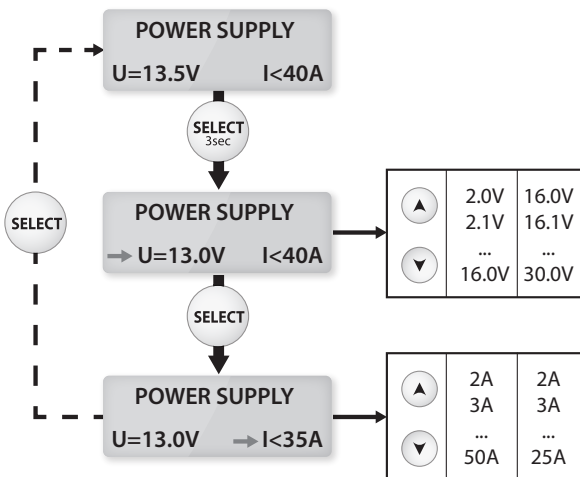 POWER SUPPLY
U=13.5V I<40A
SELECT
3sec
POWER SUPPLY
U=13.0V I<40A
SELECT
SELECT
POWER SUPPLY
U=13.0V I<35A
2.0V 16.0V
2.1V 16.1V
... ...
16.0V 30.0V
2A 2A
3A 3A
... ...
50A 25A